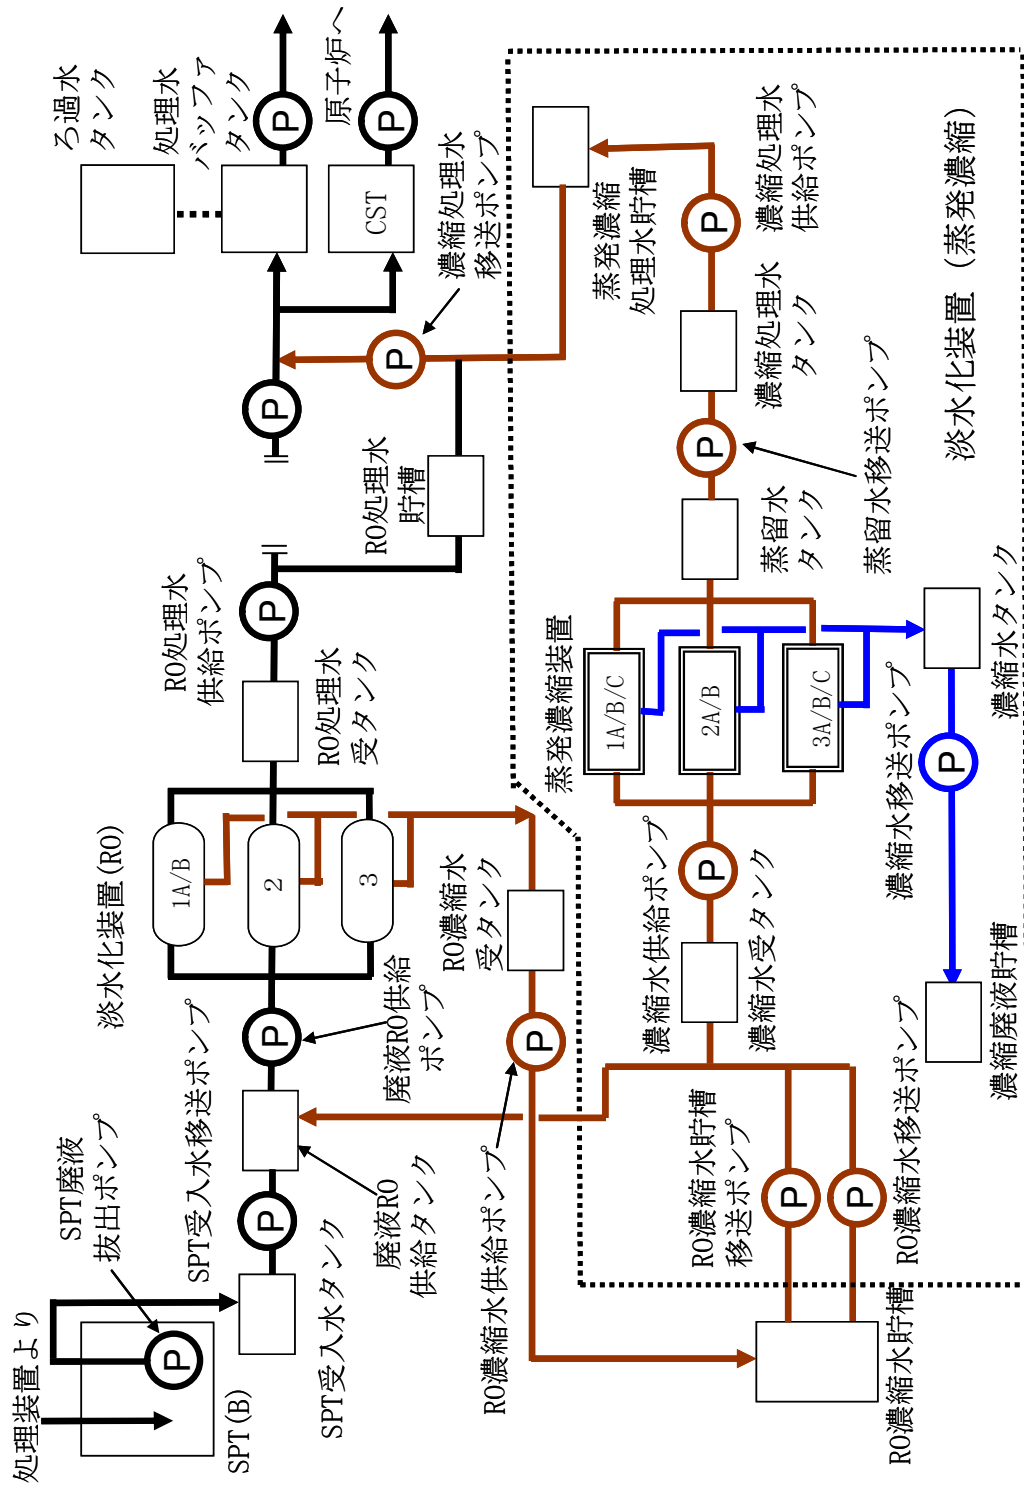 処理装置より
SPT(B)
SPT廃液
抜出ポンプ
P
SPT受入水タンク
SPT受入水移送ポンプ
P
廃液RO
供給タンク
廃液RO供給
ポンプ
P
淡水化装置(RO)
1A/B
2
3
RO処理水
受タンク
RO処理水
供給ポンプ
P
RO処理水
貯槽
P
濃縮処理水
移送ポンプ
P
ろ過水
タンク
処理水
バッファ
タンク
P
CST
原子炉へ
P
RO濃縮水
受タンク
RO濃縮水供給ポンプ
P
RO濃縮水貯槽
RO濃縮水貯槽
移送ポンプ
P
RO濃縮水移送ポンプ
P
濃縮水受タンク
濃縮水供給ポンプ
P
蒸発濃縮装置
1A/B/C
2A/B
3A/B/C
蒸留水
タンク
蒸留水移送ポンプ
P
濃縮処理水
タンク
濃縮処理水
供給ポンプ
P
蒸発濃縮
処理水貯槽
濃縮水タンク
濃縮水移送ポンプ
P
濃縮廃液貯槽
淡水化装置(蒸発濃縮)